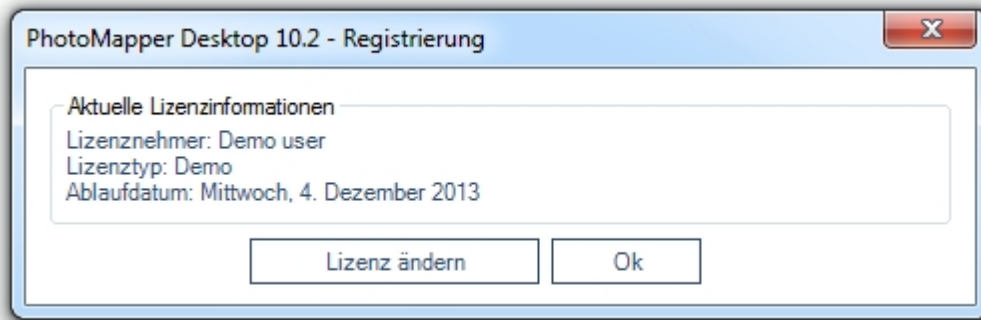 PhotoMapper Desktop 10.2 - Registrierung
Aktuelle Lizenzinformationen
Lizenznehmer: Demo user
Lizenztyp: Demo
Ablaufdatum: Mittwoch, 4. Dezember 2013
Lizenz ändern
Ok